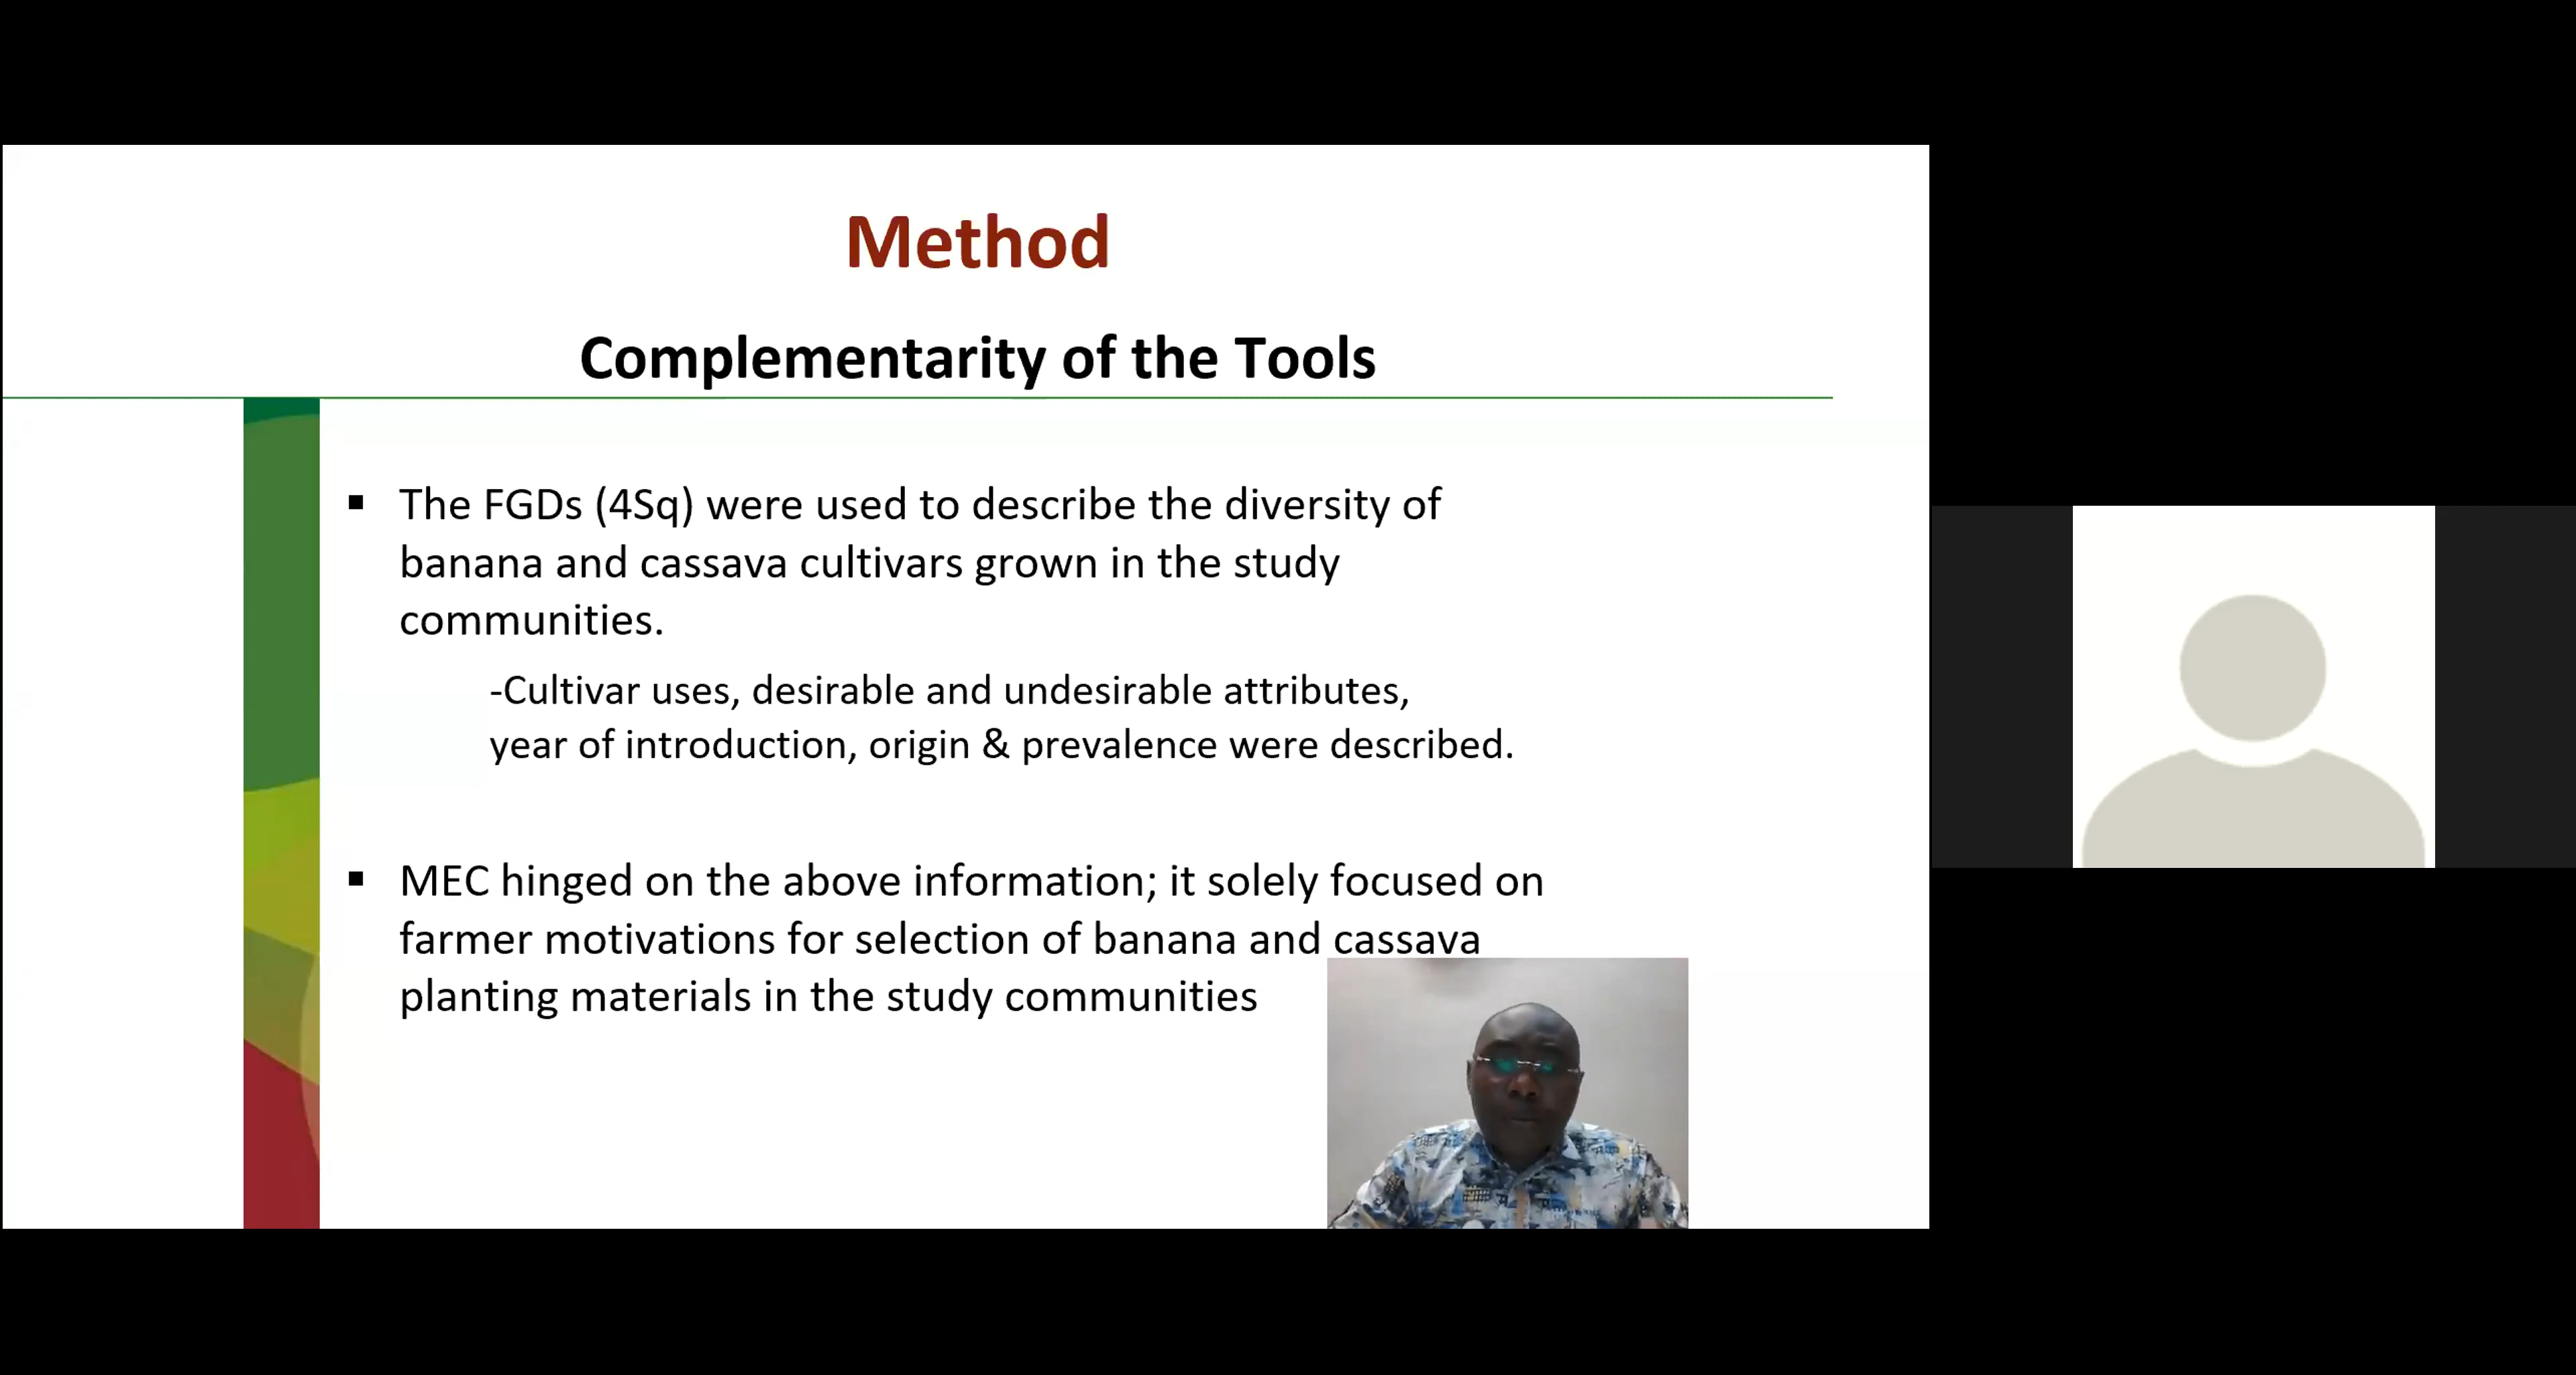 Method
Complementarity of the Tools
▪ The FGDs (4Sq) were used to describe the diversity of
banana and cassava cultivars grown in the study
communities.
-Cultivar uses, desirable and undesirable attributes,
year of introduction, origin & prevalence were described.
▪ MEC hinged on the above information; it solely focused on
farmer motivations for selection of banana and cassava
planting materials in the study communities